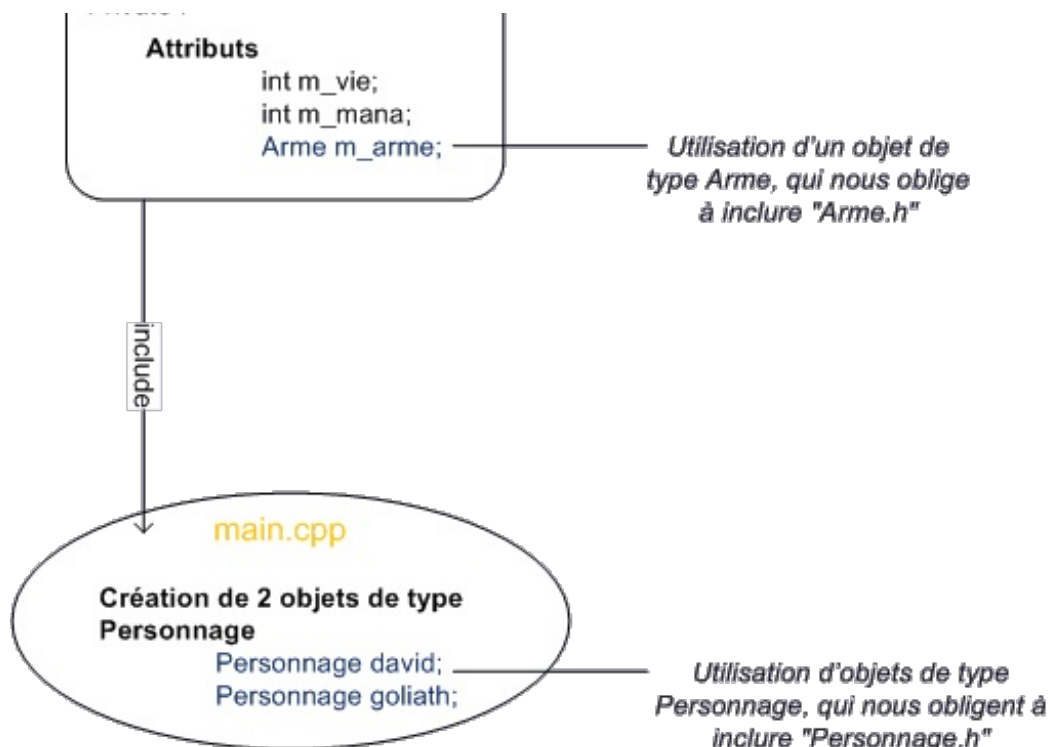 Attributs
int m_vie;
int m_mana;
Arme m_arme;
Utilisation d'un objet de
type Arme, qui nous oblige
à inclure "Arme.h"
include
main.cpp
Création de 2 objets de type
Personnage
Personnage david;
Personnage goliath;
Utilisation d'objets de type
Personnage, qui nous obligent à
inclure "Personnage.h"